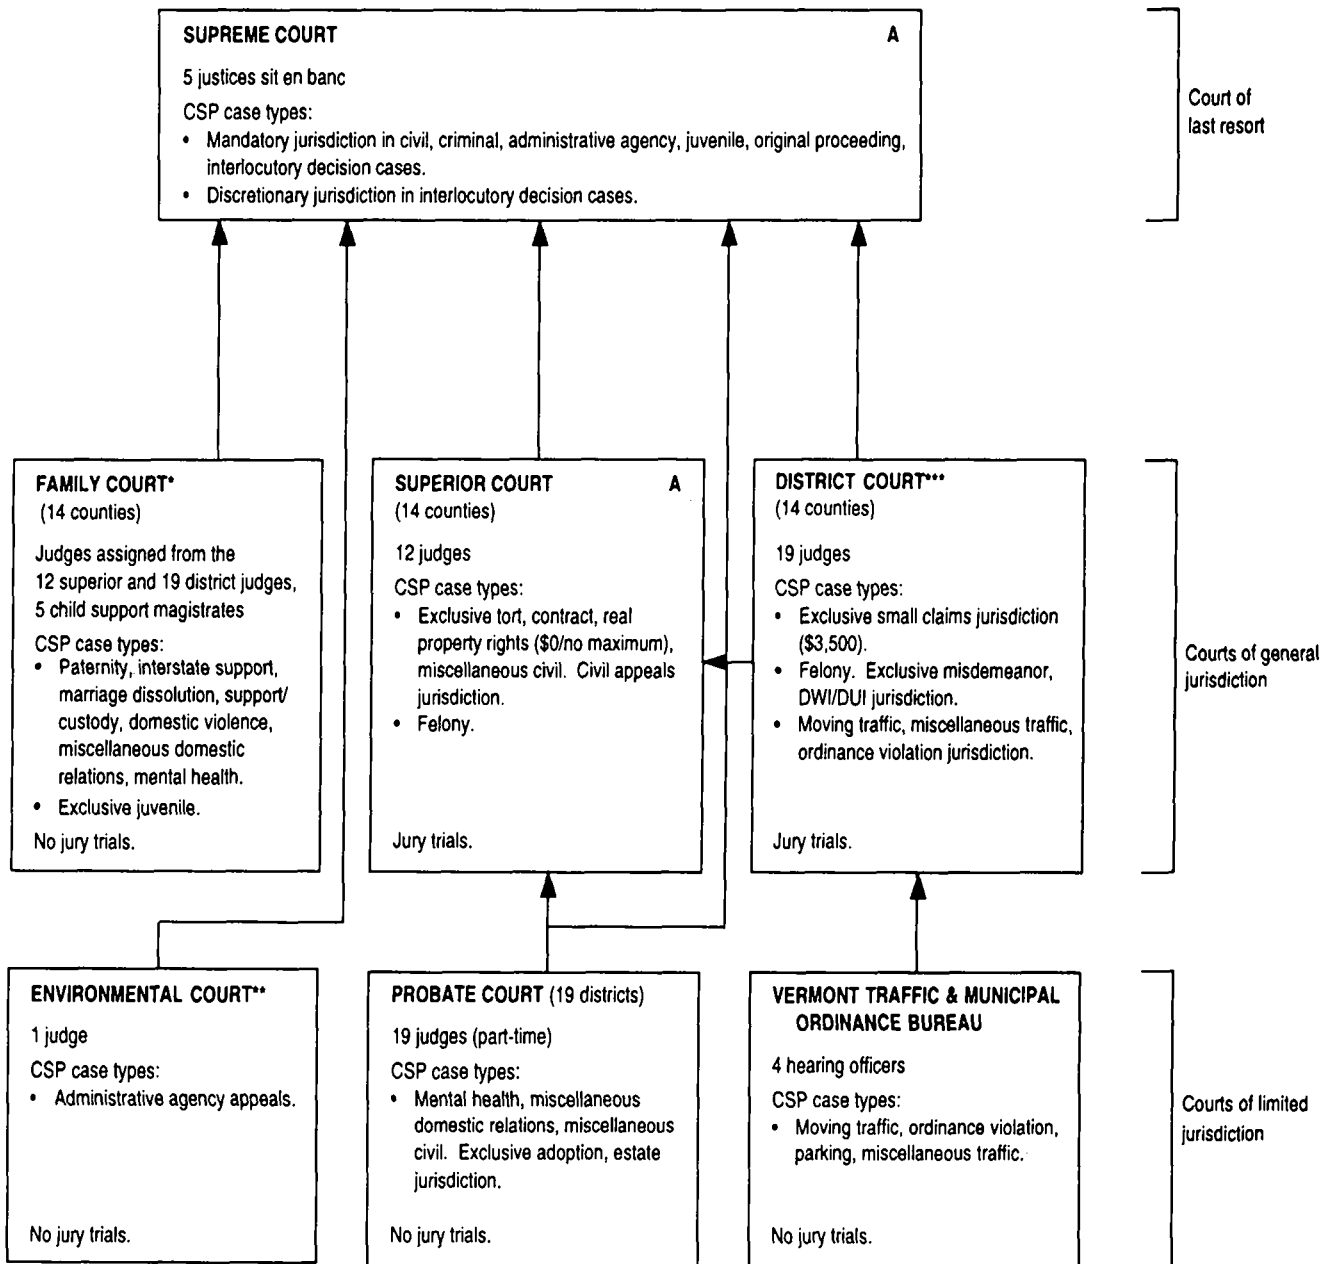 SUPREME COURT A
5 justices sit en banc
CSP case types:
• Mandatory jurisdiction in civil, criminal, administrative agency, juvenile, original proceeding,
interlocutory decision cases.
• Discretionary jurisdiction in interlocutory decision cases.
Court of
last resort
FAMILY COURT*
(14 counties)
Judges assigned from the
12 superior and 19 district judges,
5 child support magistrates
CSP case types:
• Paternity, interstate support,
marriage dissolution, support/
custody, domestic violence,
miscellaneous domestic
relations, mental health.
• Exclusive juvenile.
No jury trials.
SUPERIOR COURT A
(14 counties)
12 judges
CSP case types:
• Exclusive tort, contract, real
property rights ($0/no maximum),
miscellaneous civil. Civil appeals
jurisdiction.
• Felony.
Jury trials.
DISTRICT COURT***
(14 counties)
19 judges
CSP case types:
• Exclusive small claims jurisdiction
($3,500).
• Felony. Exclusive misdemeanor,
DWI/DUI jurisdiction.
• Moving traffic, miscellaneous traffic,
ordinance violation jurisdiction.
Jury trials.
Courts of general
jurisdiction
ENVIRONMENTAL COURT**
1 judge
CSP case types:
• Administrative agency appeals.
No jury trials.
PROBATE COURT (19 districts)
19 judges (part-time)
CSP case types:
• Mental health, miscellaneous
domestic relations, miscellaneous
civil. Exclusive adoption, estate
jurisdiction.
No jury trials.
VERMONT TRAFFIC & MUNICIPAL
ORDINANCE BUREAU
4 hearing officers
CSP case types:
• Moving traffic, ordinance violation,
parking, miscellaneous traffic.
No jury trials.
Courts of limited
jurisdiction